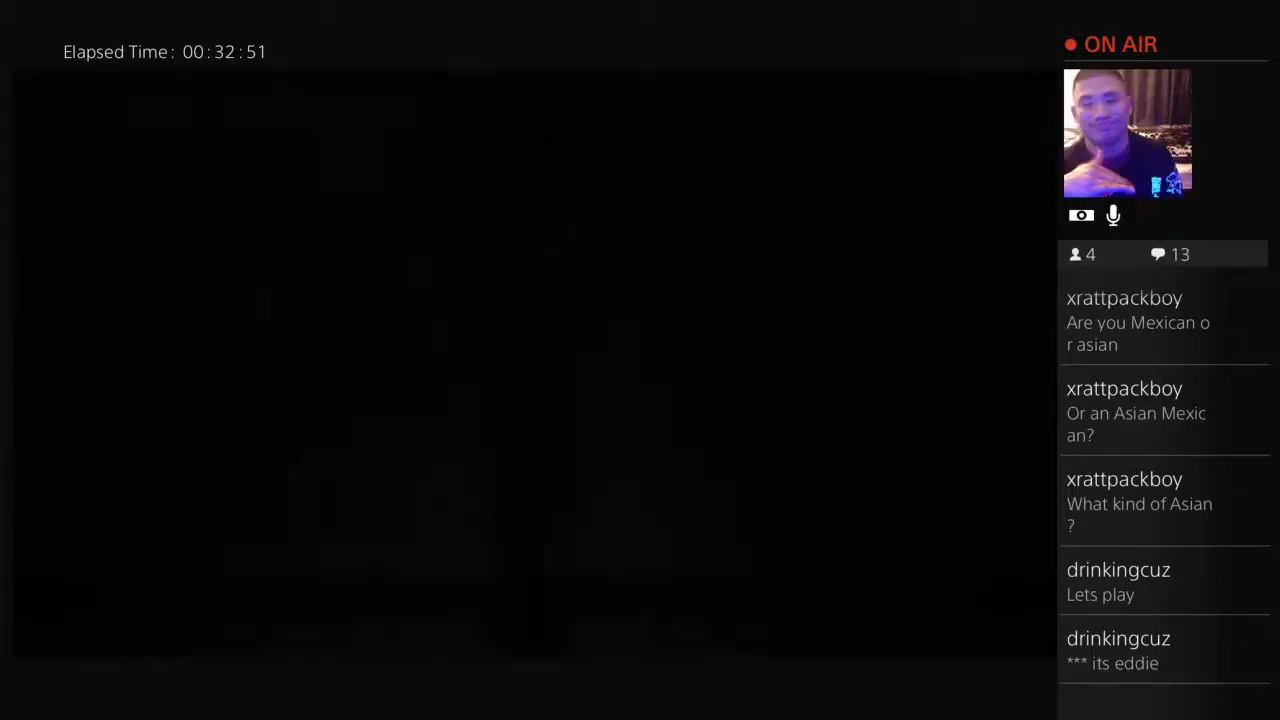 Elapsed Time: 00:32:51
ON AIR
4 13
xrattpackboy
Are you Mexican o
r asian
xrattpackboy
Or an Asian Mexic
an?
xrattpackboy
What kind of Asian
?
drinkingcuz
Lets play
drinkingcuz
*** its eddie